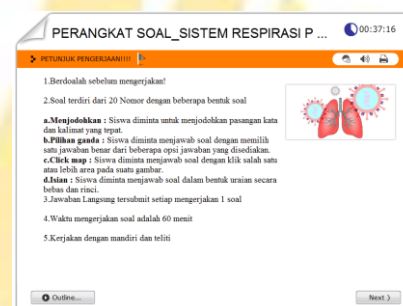 PERANGKAT SOAL_SISTEM RESPIRASI P ...
00:37:16
PETUNJUK PENGERJAAN!!!!
1.Berdoalah sebelum mengerjakan!
2.Soal terdiri dari 20 Nomor dengan beberapa bentuk soal
a.Menjodohkan : Siswa diminta untuk menjodohkan pasangan kata
dan kalimat yang tepat.
b.Pilihan ganda : Siswa diminta menjawab soal dengan memilih
satu jawaban benar dari beberapa opsi jawaban yang disediakan.
c.Click map : Siswa diminta menjawab soal dengan klik salah satu
atau lebih area pada suatu gambar.
d.Isian : Siswa diminta menjawab soal dalam bentuk uraian secara
bebas dan rinci.
3.Jawaban Langsung tersubmit setiap mengerjakan 1 soal
4.Waktu mengerjakan soal adalah 60 menit
5.Kerjakan dengan mandiri dan teliti
Outline...
Next